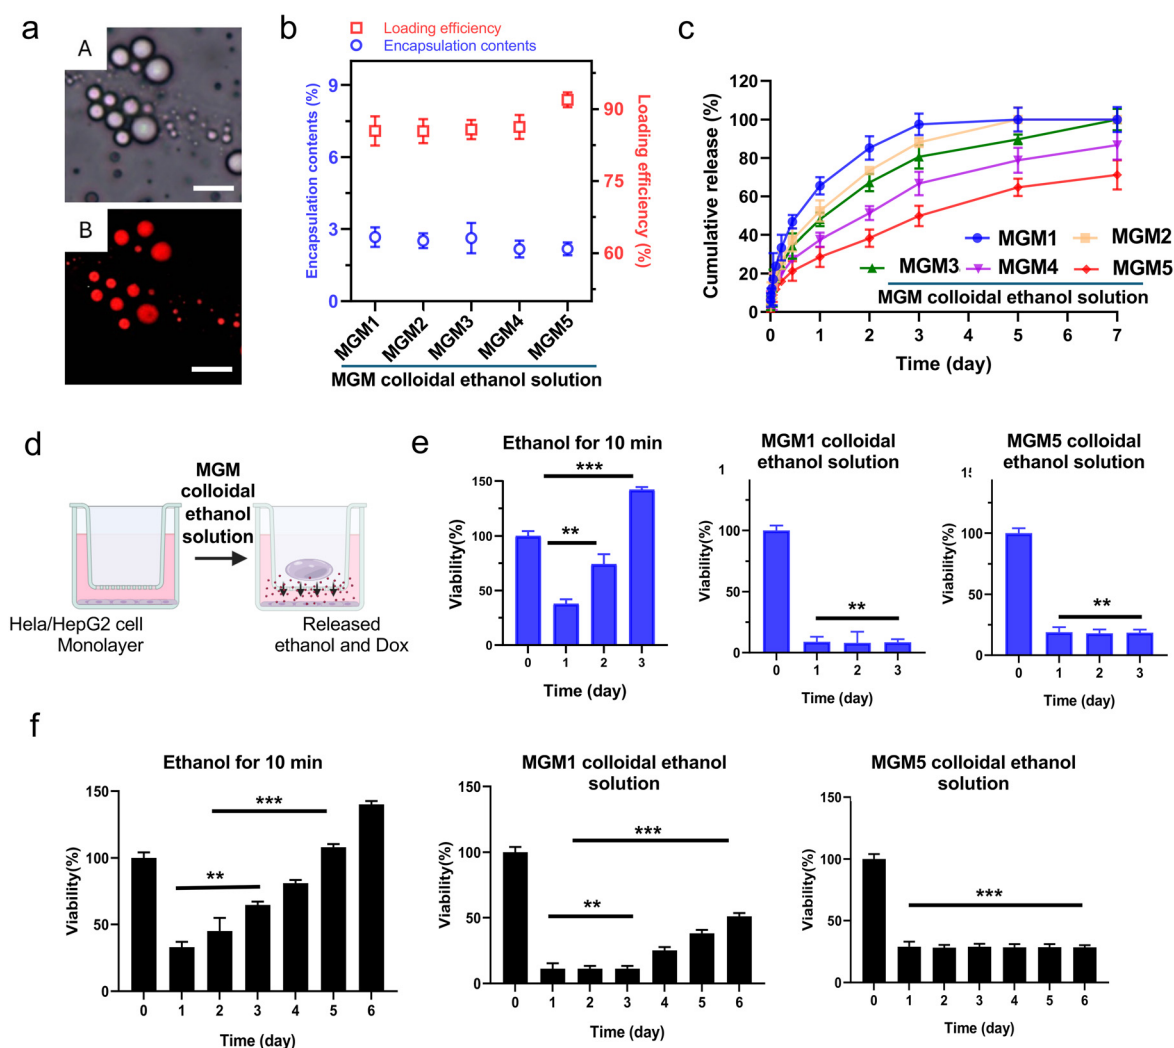 a
A
B
b
Loading efficiency
Encapsulation contents
Encapsulation contents (%)
9
6
3
0
90
75
60
Loading efficiency (%)
MGM1
MGM2
MGM3
MGM4
MGM5
MGM colloidal ethanol solution
c
Cumulative release (%)
120
100
80
60
40
20
0
0 1 2 3 4 5 6 7
Time (day)
MGM1 MGM2
MGM3 MGM4 MGM5
MGM colloidal ethanol solution
d
MGM
colloidal
ethanol
solution
Hela/HepG2 cell
Monolayer
Released
ethanol and Dox
e
Ethanol for 10 min
Viability(%)
150
100
50
0
***
**
0 1 2 3
Time (day)
MGM1 colloidal
ethanol solution
Viability(%)
1
100
50
0
**
0 1 2 3
Time (day)
MGM5 colloidal
ethanol solution
Viability(%)
100
50
0
**
0 1 2 3
Time (day)
f
Ethanol for 10 min
Viability(%)
150
100
50
0
***
**
0 1 2 3 4 5 6
Time (day)
MGM1 colloidal ethanol
solution
Viability(%)
150
100
50
0
***
**
0 1 2 3 4 5 6
Time (day)
MGM5 colloidal ethanol
solution
Viability(%)
150
100
50
0
***
0 1 2 3 4 5 6
Time (day)